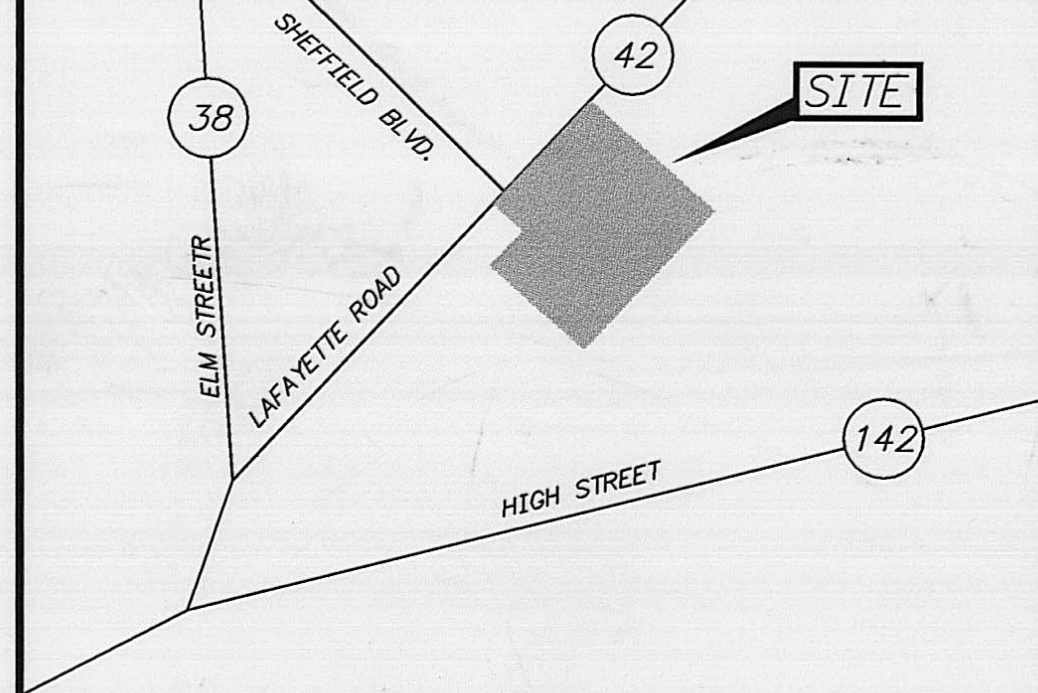 SHEFFIELD BLVD.
42
SITE
38
ELM STREETR
LAFAYETTE ROAD
142
HIGH STREET